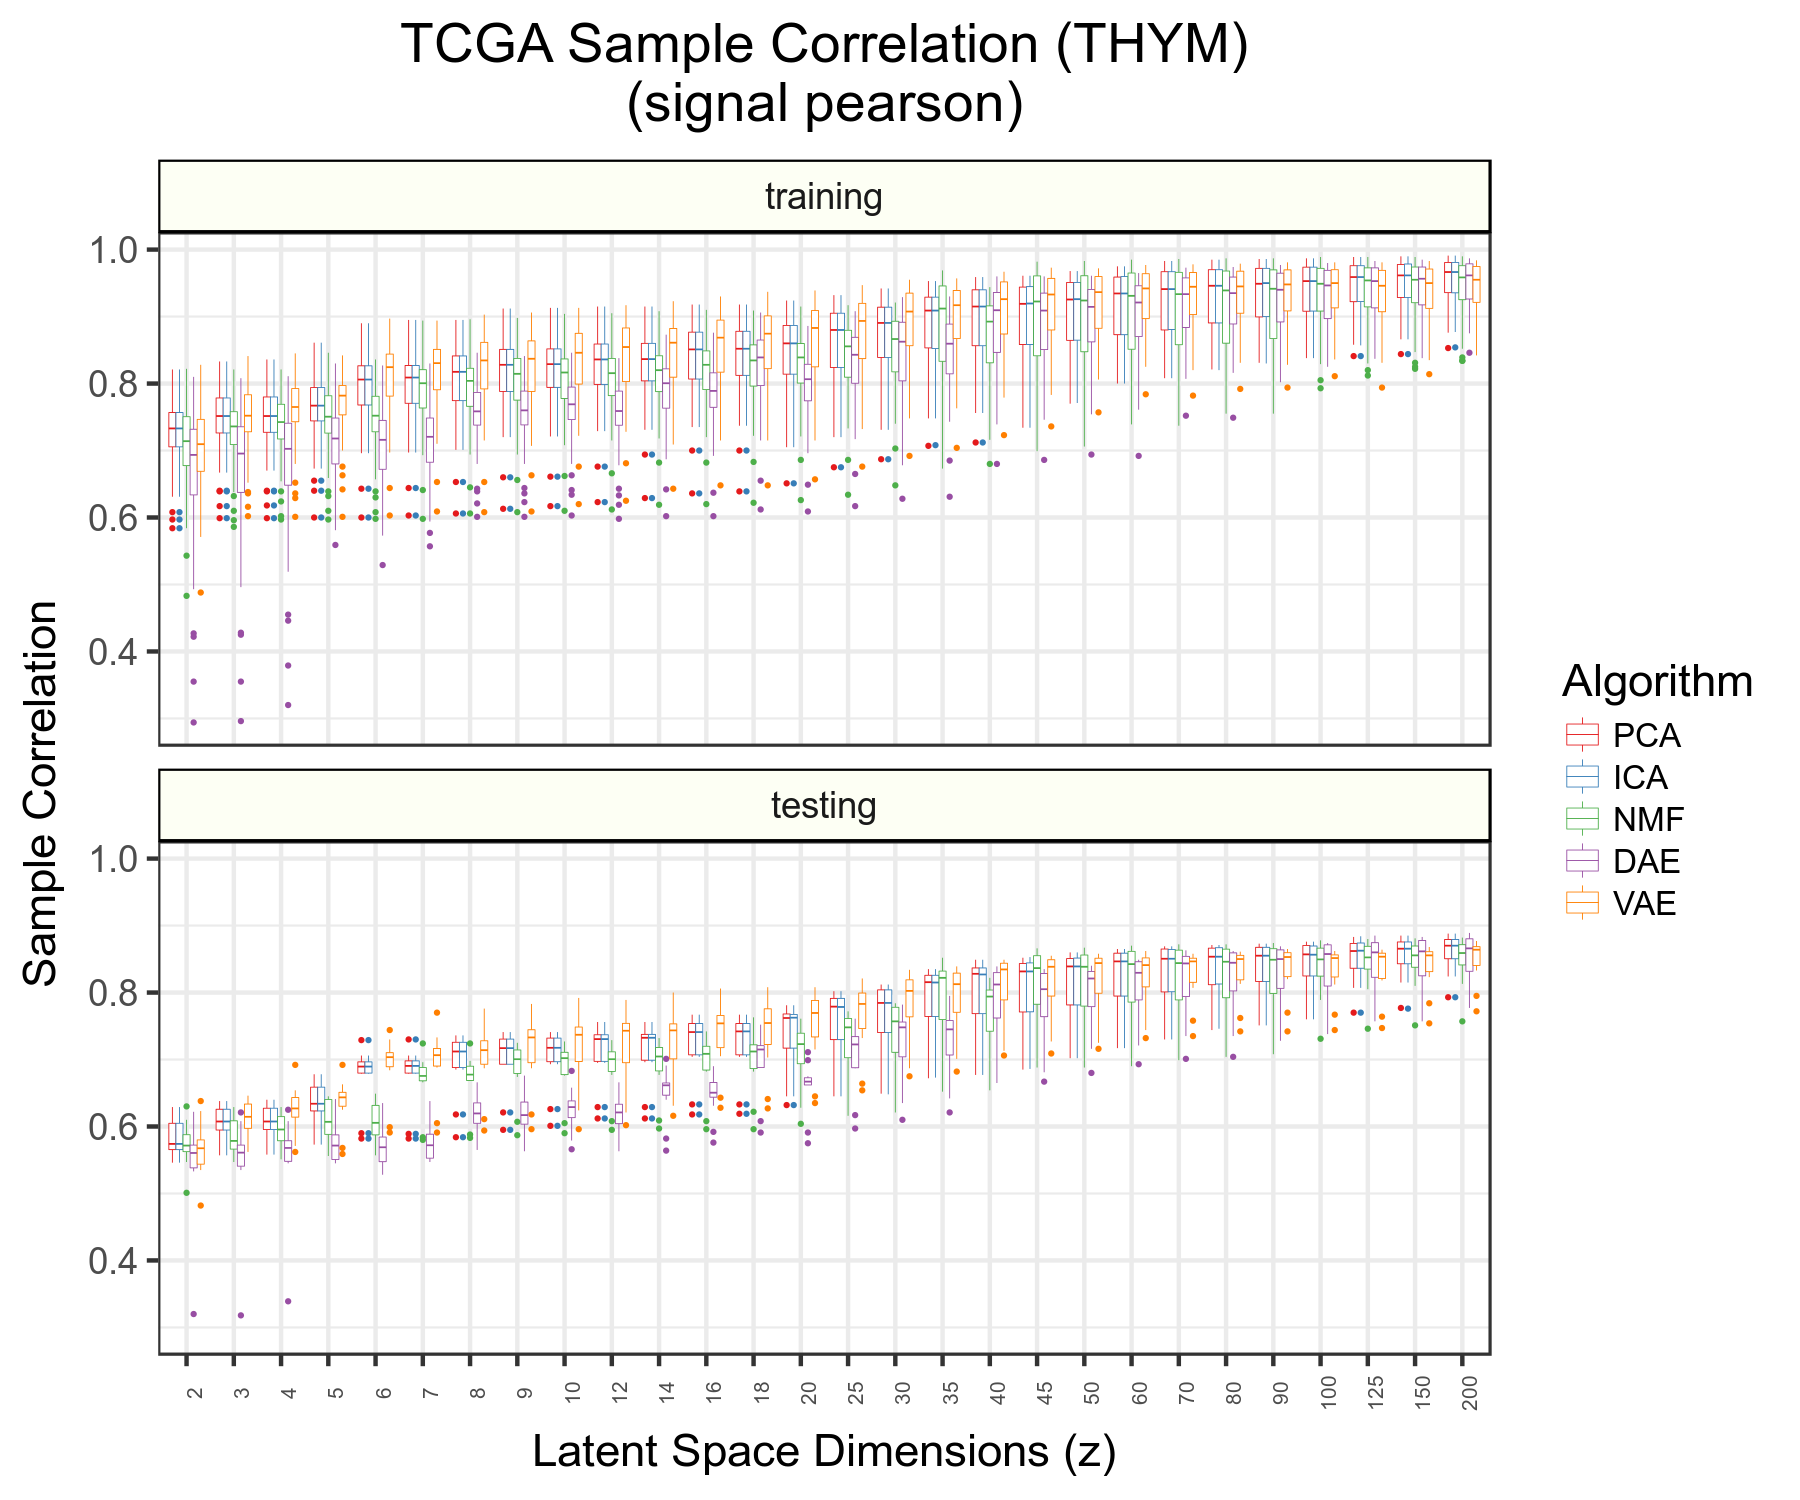 TCGA Sample Correlation (THYM)
(signal pearson)
training
1.0
0.8
0.6
0.4
testing
1.0
0.8
0.6
0.4
Sample Correlation
2 3 4 5 6 7 8 9 10 12 14 16 18 20 25 30 35 40 45 50 60 70 80 90 100 125 150 200
Latent Space Dimensions (z)
Algorithm
PCA
ICA
NMF
DAE
VAE